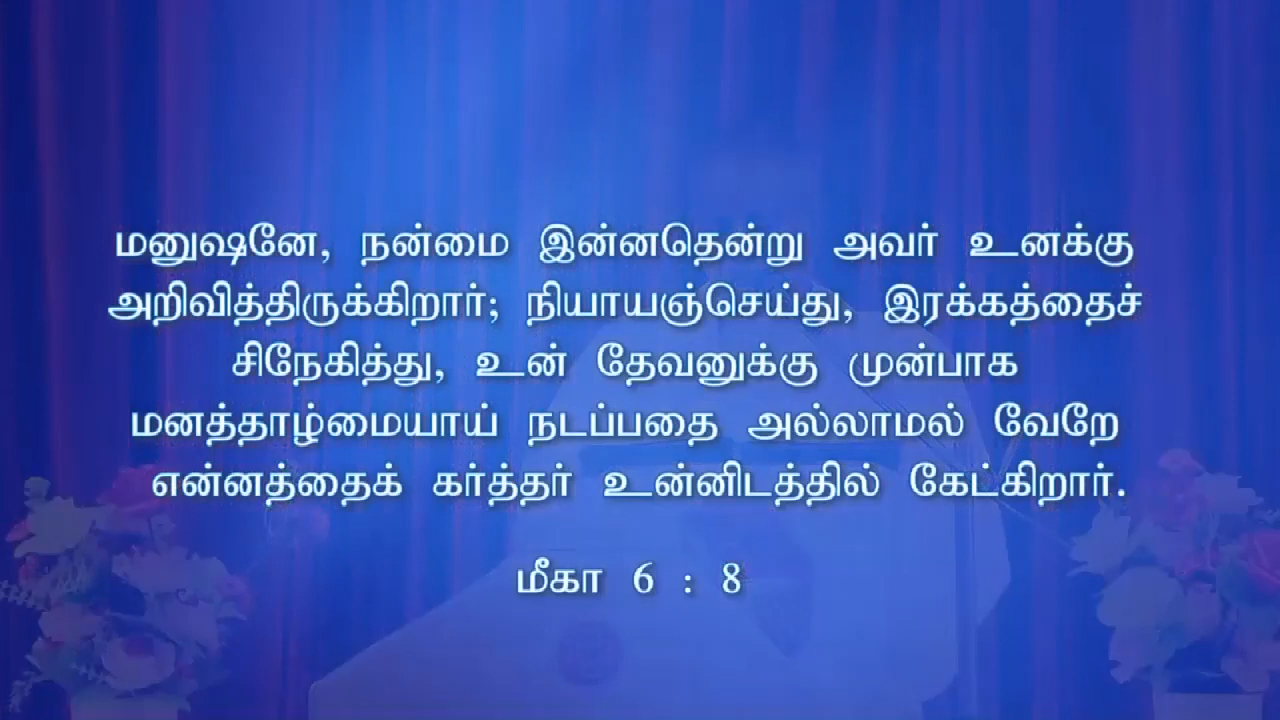 மனுஷனே, நன்மை இன்னதென்று அவர் உனக்கு
அறிவித்திருக்கிறார்; நியாயஞ்செய்து, இரக்கத்தைச்
சிநேகித்து, உன் தேவனுக்கு முன்பாக
மனத்தாழ்மையாய் நடப்பதை அல்லாமல் வேறே
என்னத்தைக் கர்த்தர் உன்னிடத்தில் கேட்கிறார்.
மீகா 6 : 8